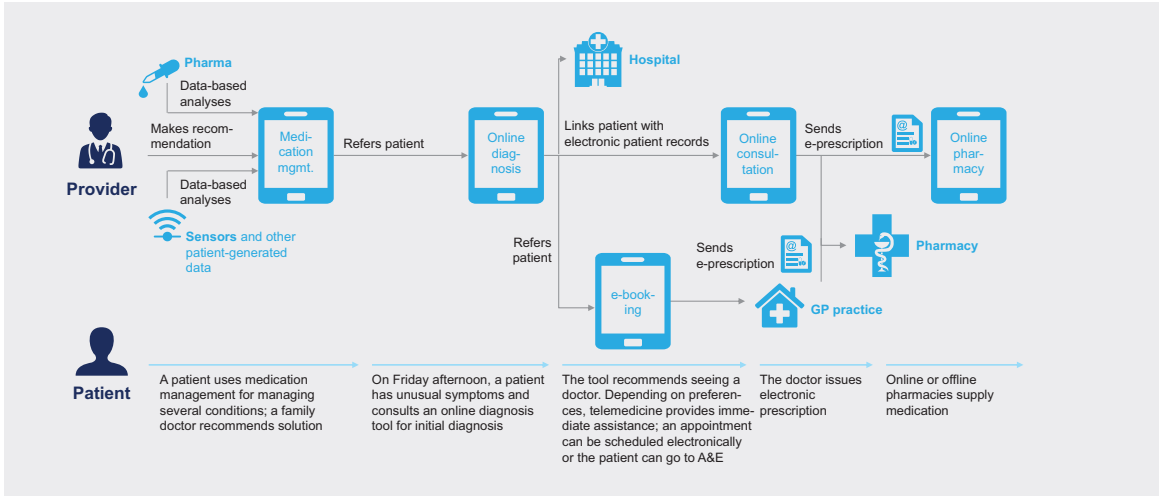 Pharma
Data-based
analyses
Makes recom-
mendation
Provider
Data-based
analyses
Sensors and other
patient-generated
data
Medi-
cation
mgmt.
Refers patient
Online
diag-
nosis
Hospital
Links patient with
electronic patient records
Online
consul-
tation
Sends
e-prescription
@
Online
phar-
macy
Refers
patient
e-book-
ing
Sends
e-prescription
@
GP practice
Pharmacy
Patient
A patient uses medication
management for managing
several conditions; a family
doctor recommends solution
On Friday afternoon, a patient
has unusual symptoms and
consults an online diagnosis
tool for initial diagnosis
The tool recommends seeing a
doctor. Depending on preferen-
ces, telemedicine provides imme-
diate assistance; an appointment
can be scheduled electronically
or the patient can go to A&E
The doctor issues
electronic
prescription
Online or offline
pharmacies supply
medication